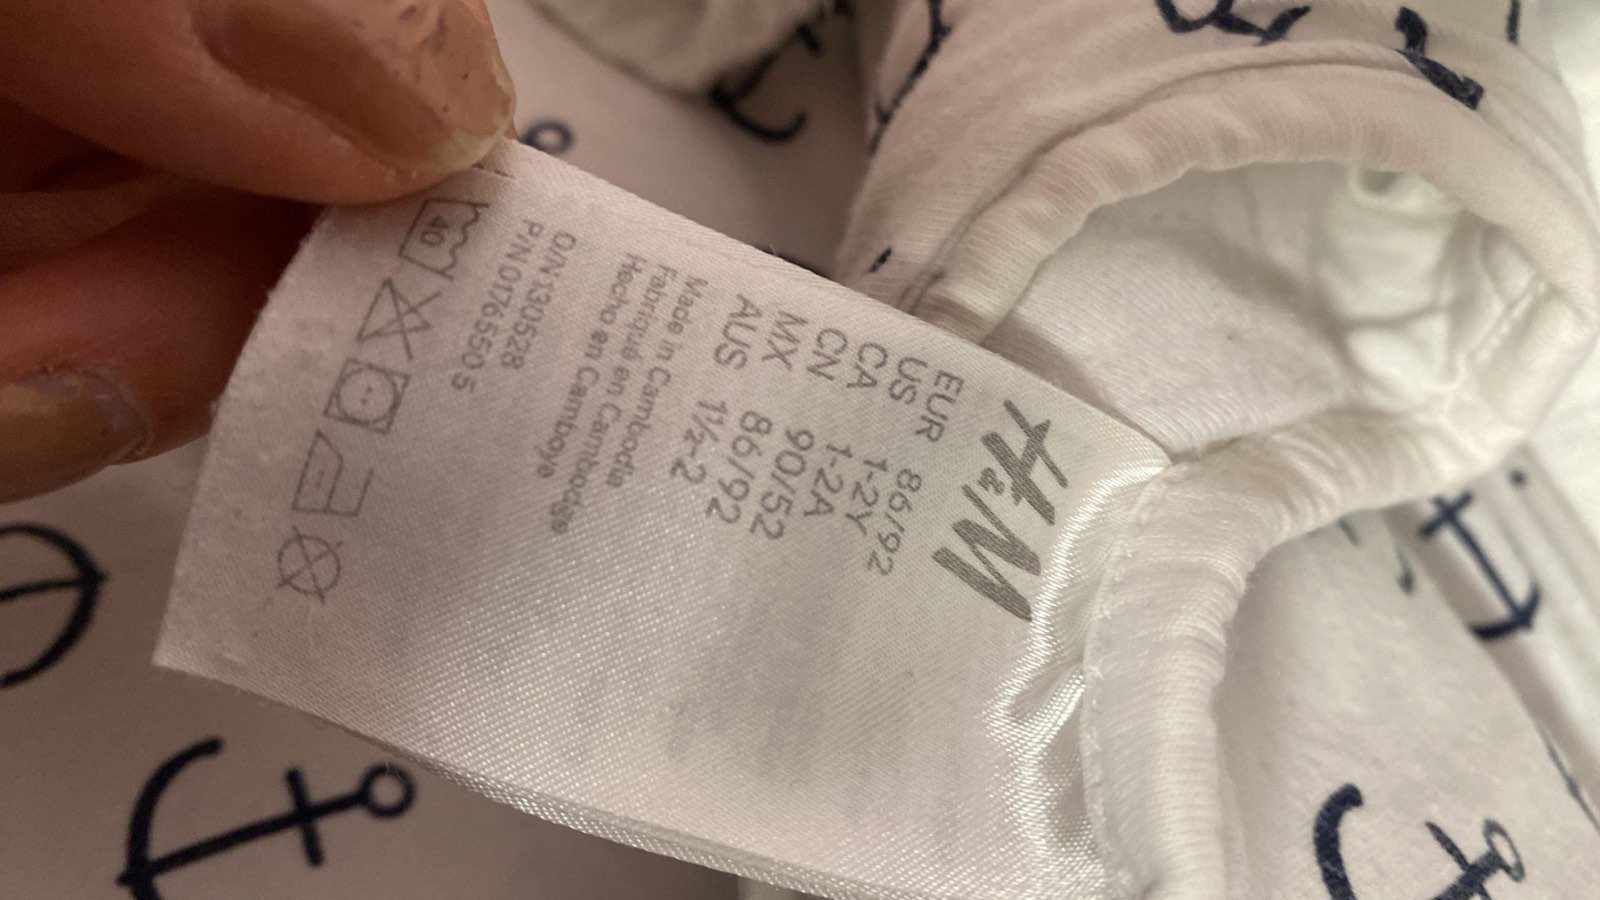 H&M
EUR 86/92
US 1-2Y
CA 1-2A
CN 90/52
MX 86/92
AUS 1½-2
Made in Cambodia
Fabriqué en Cambodge
Hecho en Camboya
O/N 330528
P/N 0176550 5
40